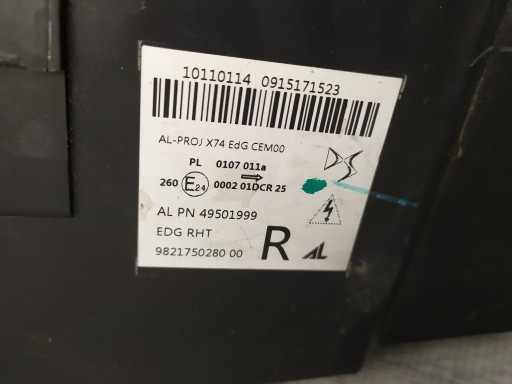 10110114 0915171523
AL-PROJ X74 EdG CEM00
PL 0107 011a
260 E24 0002 01DCR 25
DS
AL PN 49501999
EDG RHT
9821750280 00
R AL